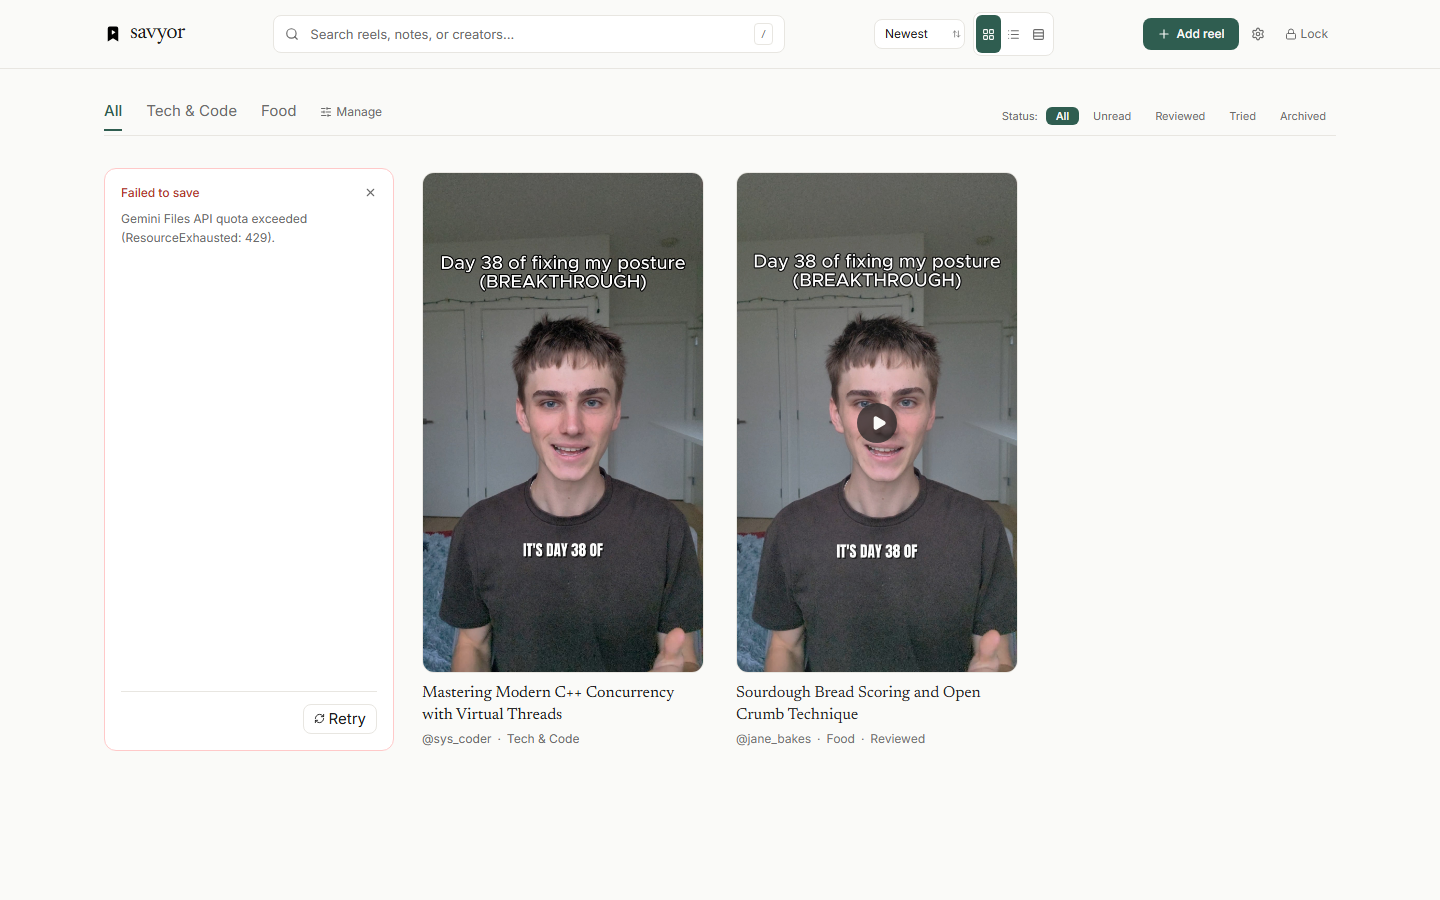 savyor
Search reels, notes, or creators...
/
Newest
Add reel
Lock
All
Tech & Code
Food
Manage
Status:
All
Unread
Reviewed
Tried
Archived
Failed to save
Gemini Files API quota exceeded
(ResourceExhausted: 429).
Retry
Day 38 of fixing my posture
(BREAKTHROUGH)
IT'S DAY 38 OF
Mastering Modern C++ Concurrency
with Virtual Threads
@sys_coder · Tech & Code
Day 38 of fixing my posture
(BREAKTHROUGH)
IT'S DAY 38 OF
Sourdough Bread Scoring and Open
Crumb Technique
@jane_bakes · Food · Reviewed